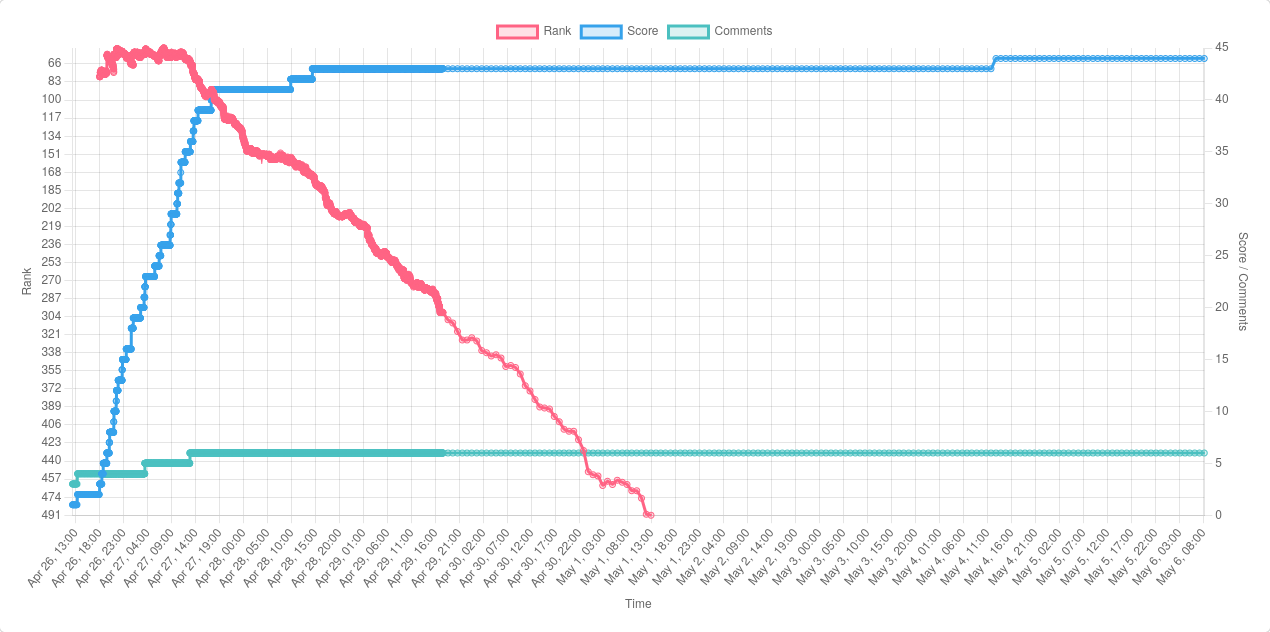 Rank Score Comments
66
83
100
117
134
151
168
185
202
219
236
253
270
287
304
321
338
355
372
389
406
423
440
457
474
491
Rank
45
40
35
30
25
20
15
10
5
0
Score / Comments
Apr 26, 13:00
Apr 26, 18:00
Apr 26, 23:00
Apr 27, 04:00
Apr 27, 09:00
Apr 27, 14:00
Apr 27, 19:00
Apr 28, 00:00
Apr 28, 05:00
Apr 28, 10:00
Apr 28, 15:00
Apr 28, 20:00
Apr 29, 01:00
Apr 29, 06:00
Apr 29, 11:00
Apr 29, 16:00
Apr 29, 21:00
Apr 30, 02:00
Apr 30, 07:00
Apr 30, 12:00
Apr 30, 17:00
Apr 30, 22:00
May 1, 03:00
May 1, 08:00
May 1, 13:00
May 1, 18:00
May 1, 23:00
May 2, 04:00
May 2, 09:00
May 2, 14:00
May 2, 19:00
May 3, 00:00
May 3, 05:00
May 3, 10:00
May 3, 15:00
May 3, 20:00
May 4, 01:00
May 4, 06:00
May 4, 11:00
May 4, 16:00
May 4, 21:00
May 5, 02:00
May 5, 07:00
May 5, 12:00
May 5, 17:00
May 5, 22:00
May 6, 03:00
May 6, 08:00
Time